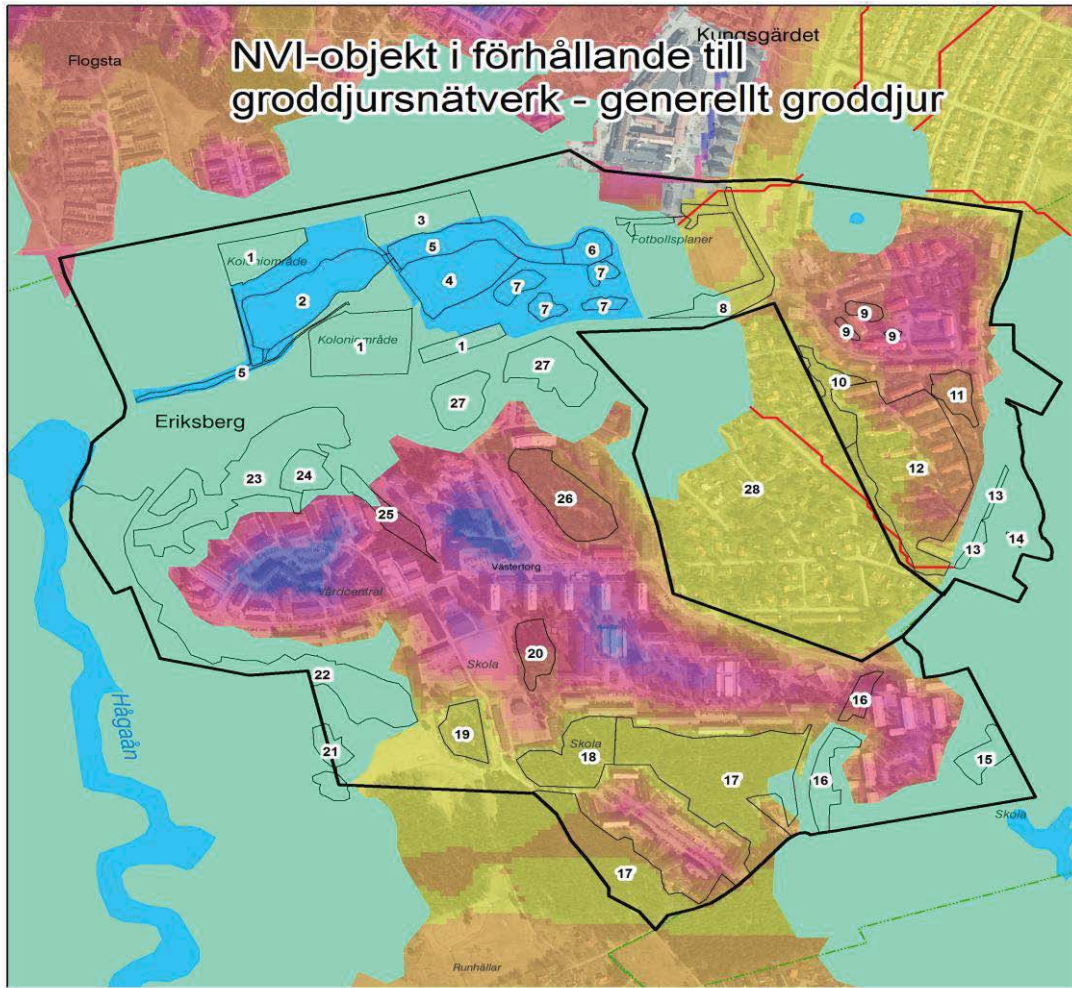 Kungsgärdet
Flogsta
NVI-objekt i förhållande till
groddjursnätverk - generellt groddjur
3
Fotbollsplaner
5
6
1
Koloniområde
7
4
7
2
7
7
8
9
9
9
Koloniområde
1
1
27
5
10
11
27
Eriksberg
12
23
24
13
28
26
25
14
13
Västertorg
Vårdcentral
20
Skola
22
16
Hågaån
19
Skola
21
18
17
16
15
Skola
17
Runhällar